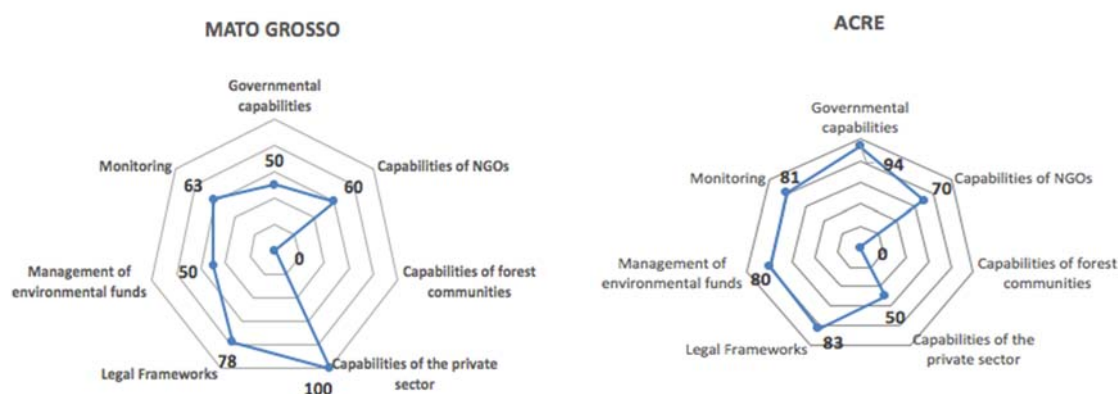 MATO GROSSO
Governmental
capabilities
50
Monitoring
63
60
Capabilities of NGOs
0
Management of
environmental funds
50
Capabilities of forest
communities
Legal Frameworks
78
100
Capabilities of the private
sector
ACRE
Governmental
capabilities
94
Monitoring
81
70
Capabilities of NGOs
0
Management of
environmental funds
80
Capabilities of forest
communities
50
Legal Frameworks
83
Capabilities of
the private sector